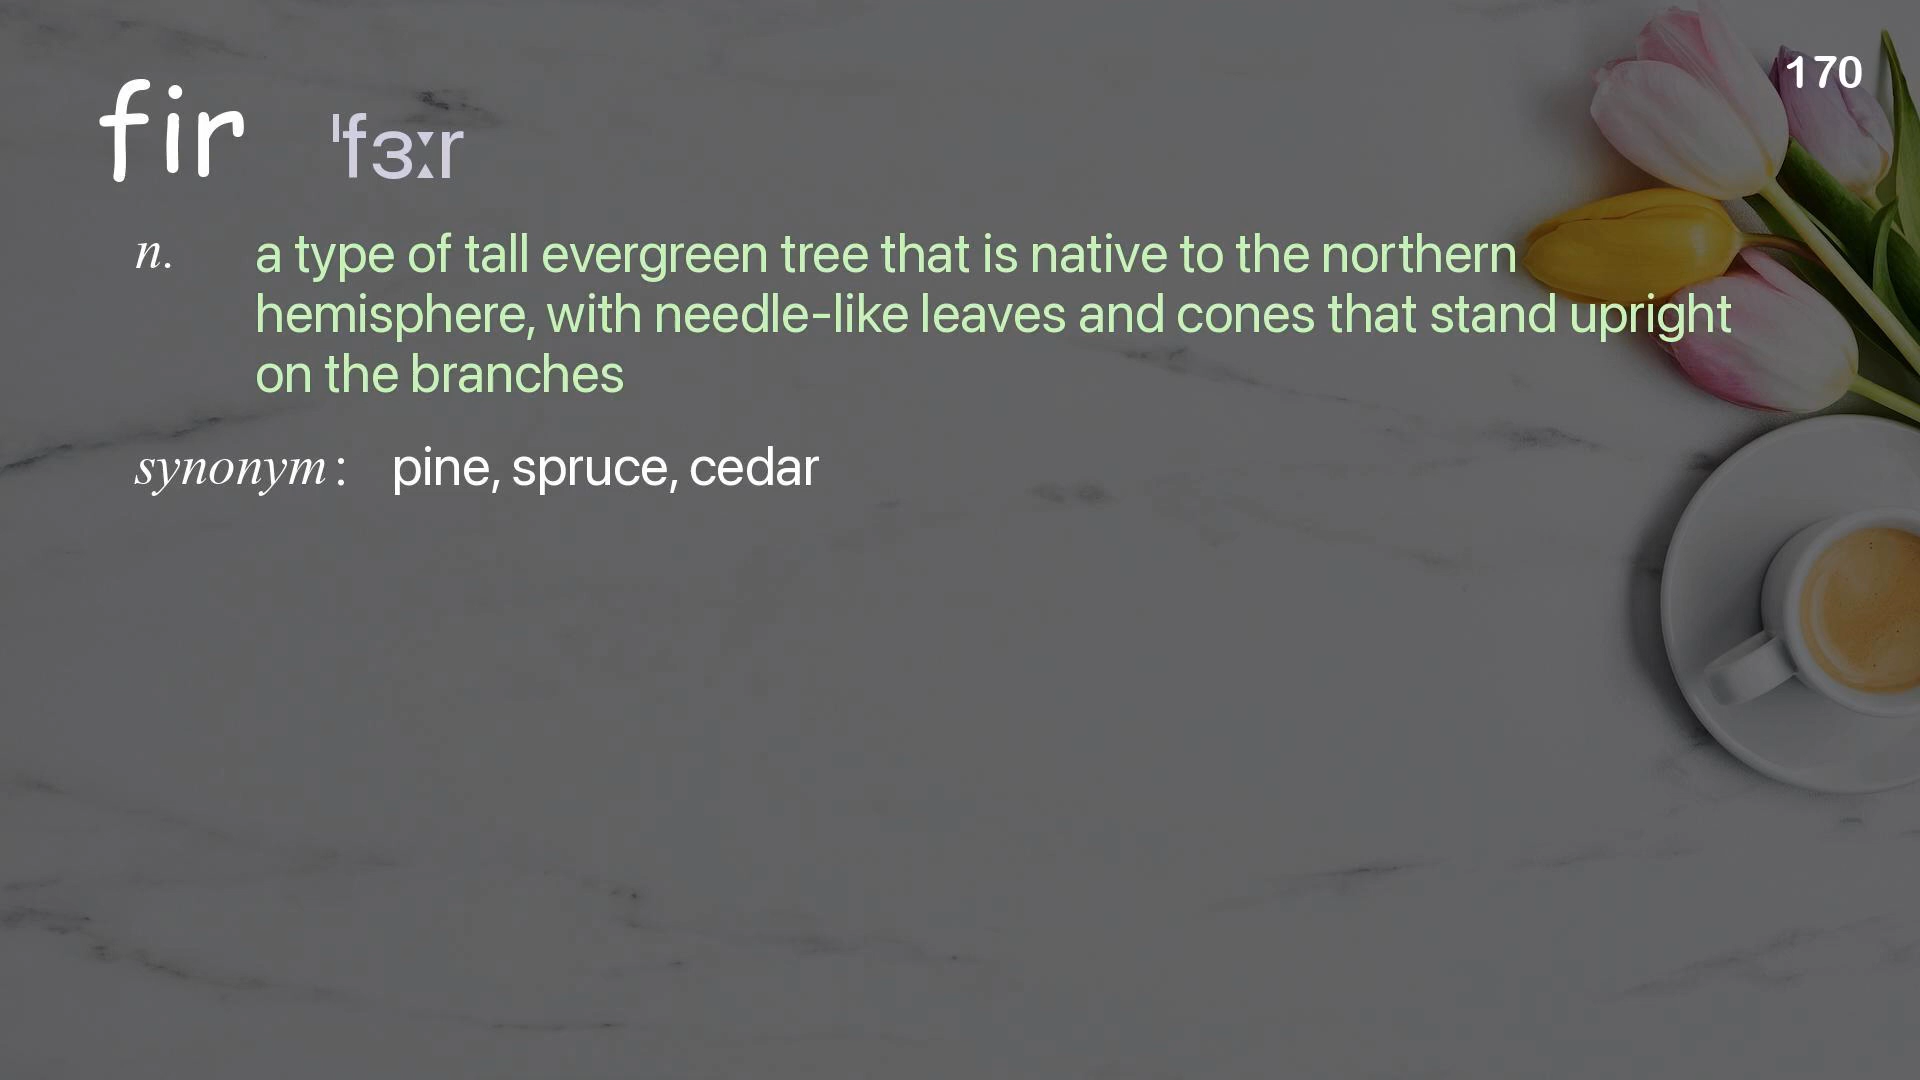 170
fir ˈfɜːr
n. a type of tall evergreen tree that is native to the northern
hemisphere, with needle-like leaves and cones that stand upright
on the branches
synonym: pine, spruce, cedar